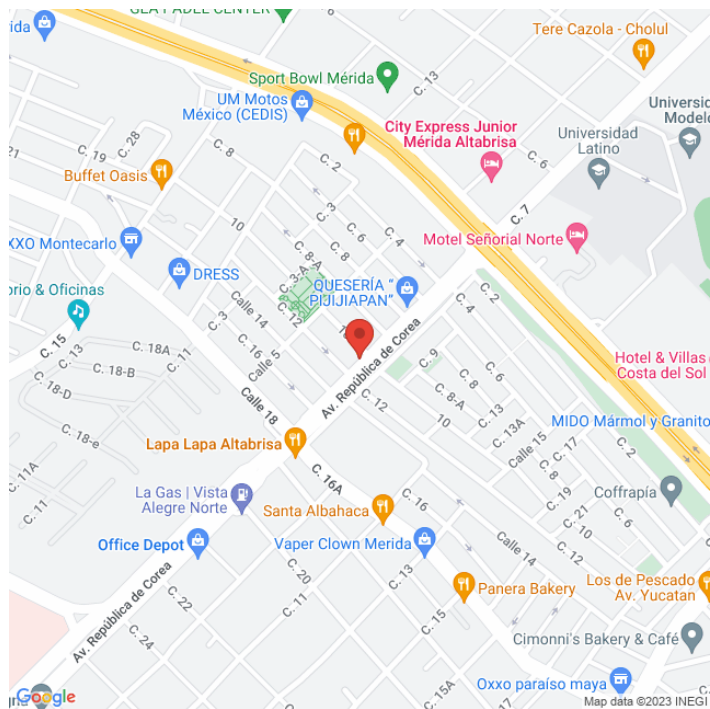 GLA PADEL CENTER
Tere Cazola - Cholul
Sport Bowl Mérida
C. 13
UM Motos
México (CEDIS)
City Express Junior
Mérida Altabrisa
C. 6
Universidad
Latino
Universidad
Modelo
C. 28
C. 19
C. 8
C. 2
Buffet Oasis
10
C. 3
C. 8
C. 4
C. 7
C. 8-A
C. 3-A
Motel Señorial Norte
OXXO Montecarlo
DRESS
QUESERÍA "
PIJIJIAPAN"
C. 2
C. 4
C. 12
Calle 14
C. 3
C. 16
Calle 5
C. 15
C. 13
C. 11
C. 18A
C. 18-B
C. 18-D
C. 18-e
Calle 18
Av. República de Corea
C. 9
C. 6
C. 8-A
C. 13
C. 13A
10
C. 12
Hotel & Villas
Costa del Sol
MIDO Mármol y Granito
Calle 15
C. 17
C. 2
C. 11A
C. 11
Lapa Lapa Altabrisa
C. 16A
C. 8
C. 19
C. 21
C. 10
C. 6
Coffrapía
La Gas | Vista
Alegre Norte
Santa Albahaca
C. 16
Calle 14
C. 12
Office Depot
Vaper Clown Merida
C. 13
C. 20
C. 11
Panera Bakery
Los de Pescado
Av. Yucatan
Av. República de Corea
C. 22
C. 24
C. 15
Cimonni's Bakery & Café
C. 15A
Oxxo paraíso maya
Google
Map data ©2023 INEGI